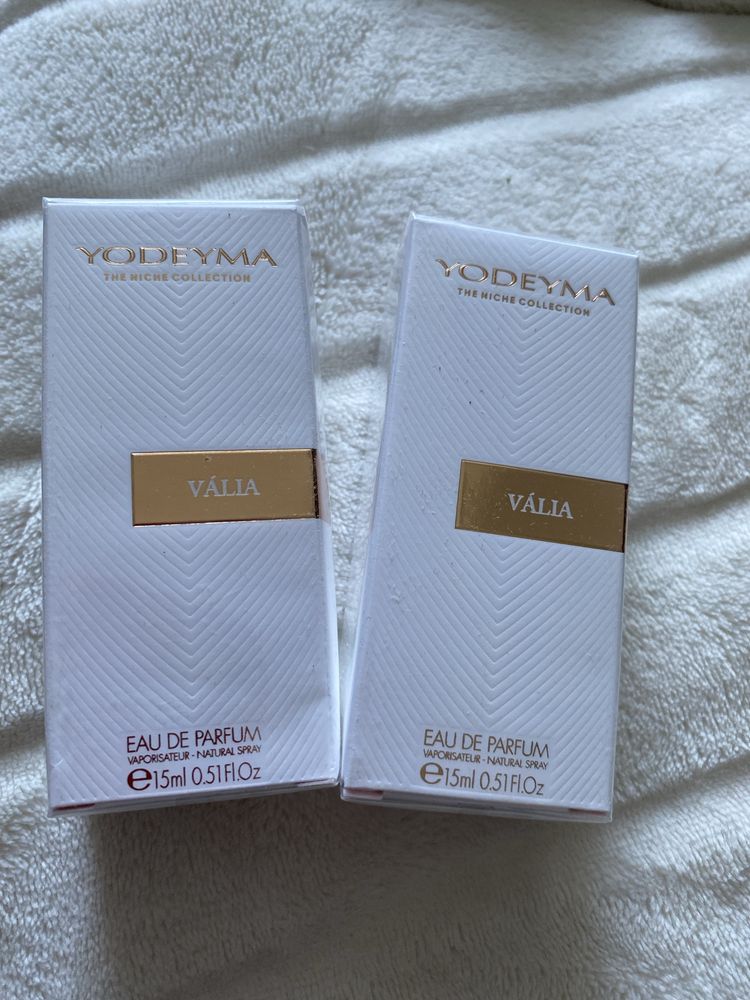 YODEYMA
THE NICHE COLLECTION
VÁLIA
EAU DE PARFUM
VAPORISATEUR - NATURAL SPRAY
℮15ml 0.51Fl.Oz
YODEYMA
THE NICHE COLLECTION
VÁLIA
EAU DE PARFUM
VAPORISATEUR - NATURAL SPRAY
℮15ml 0.51Fl.Oz